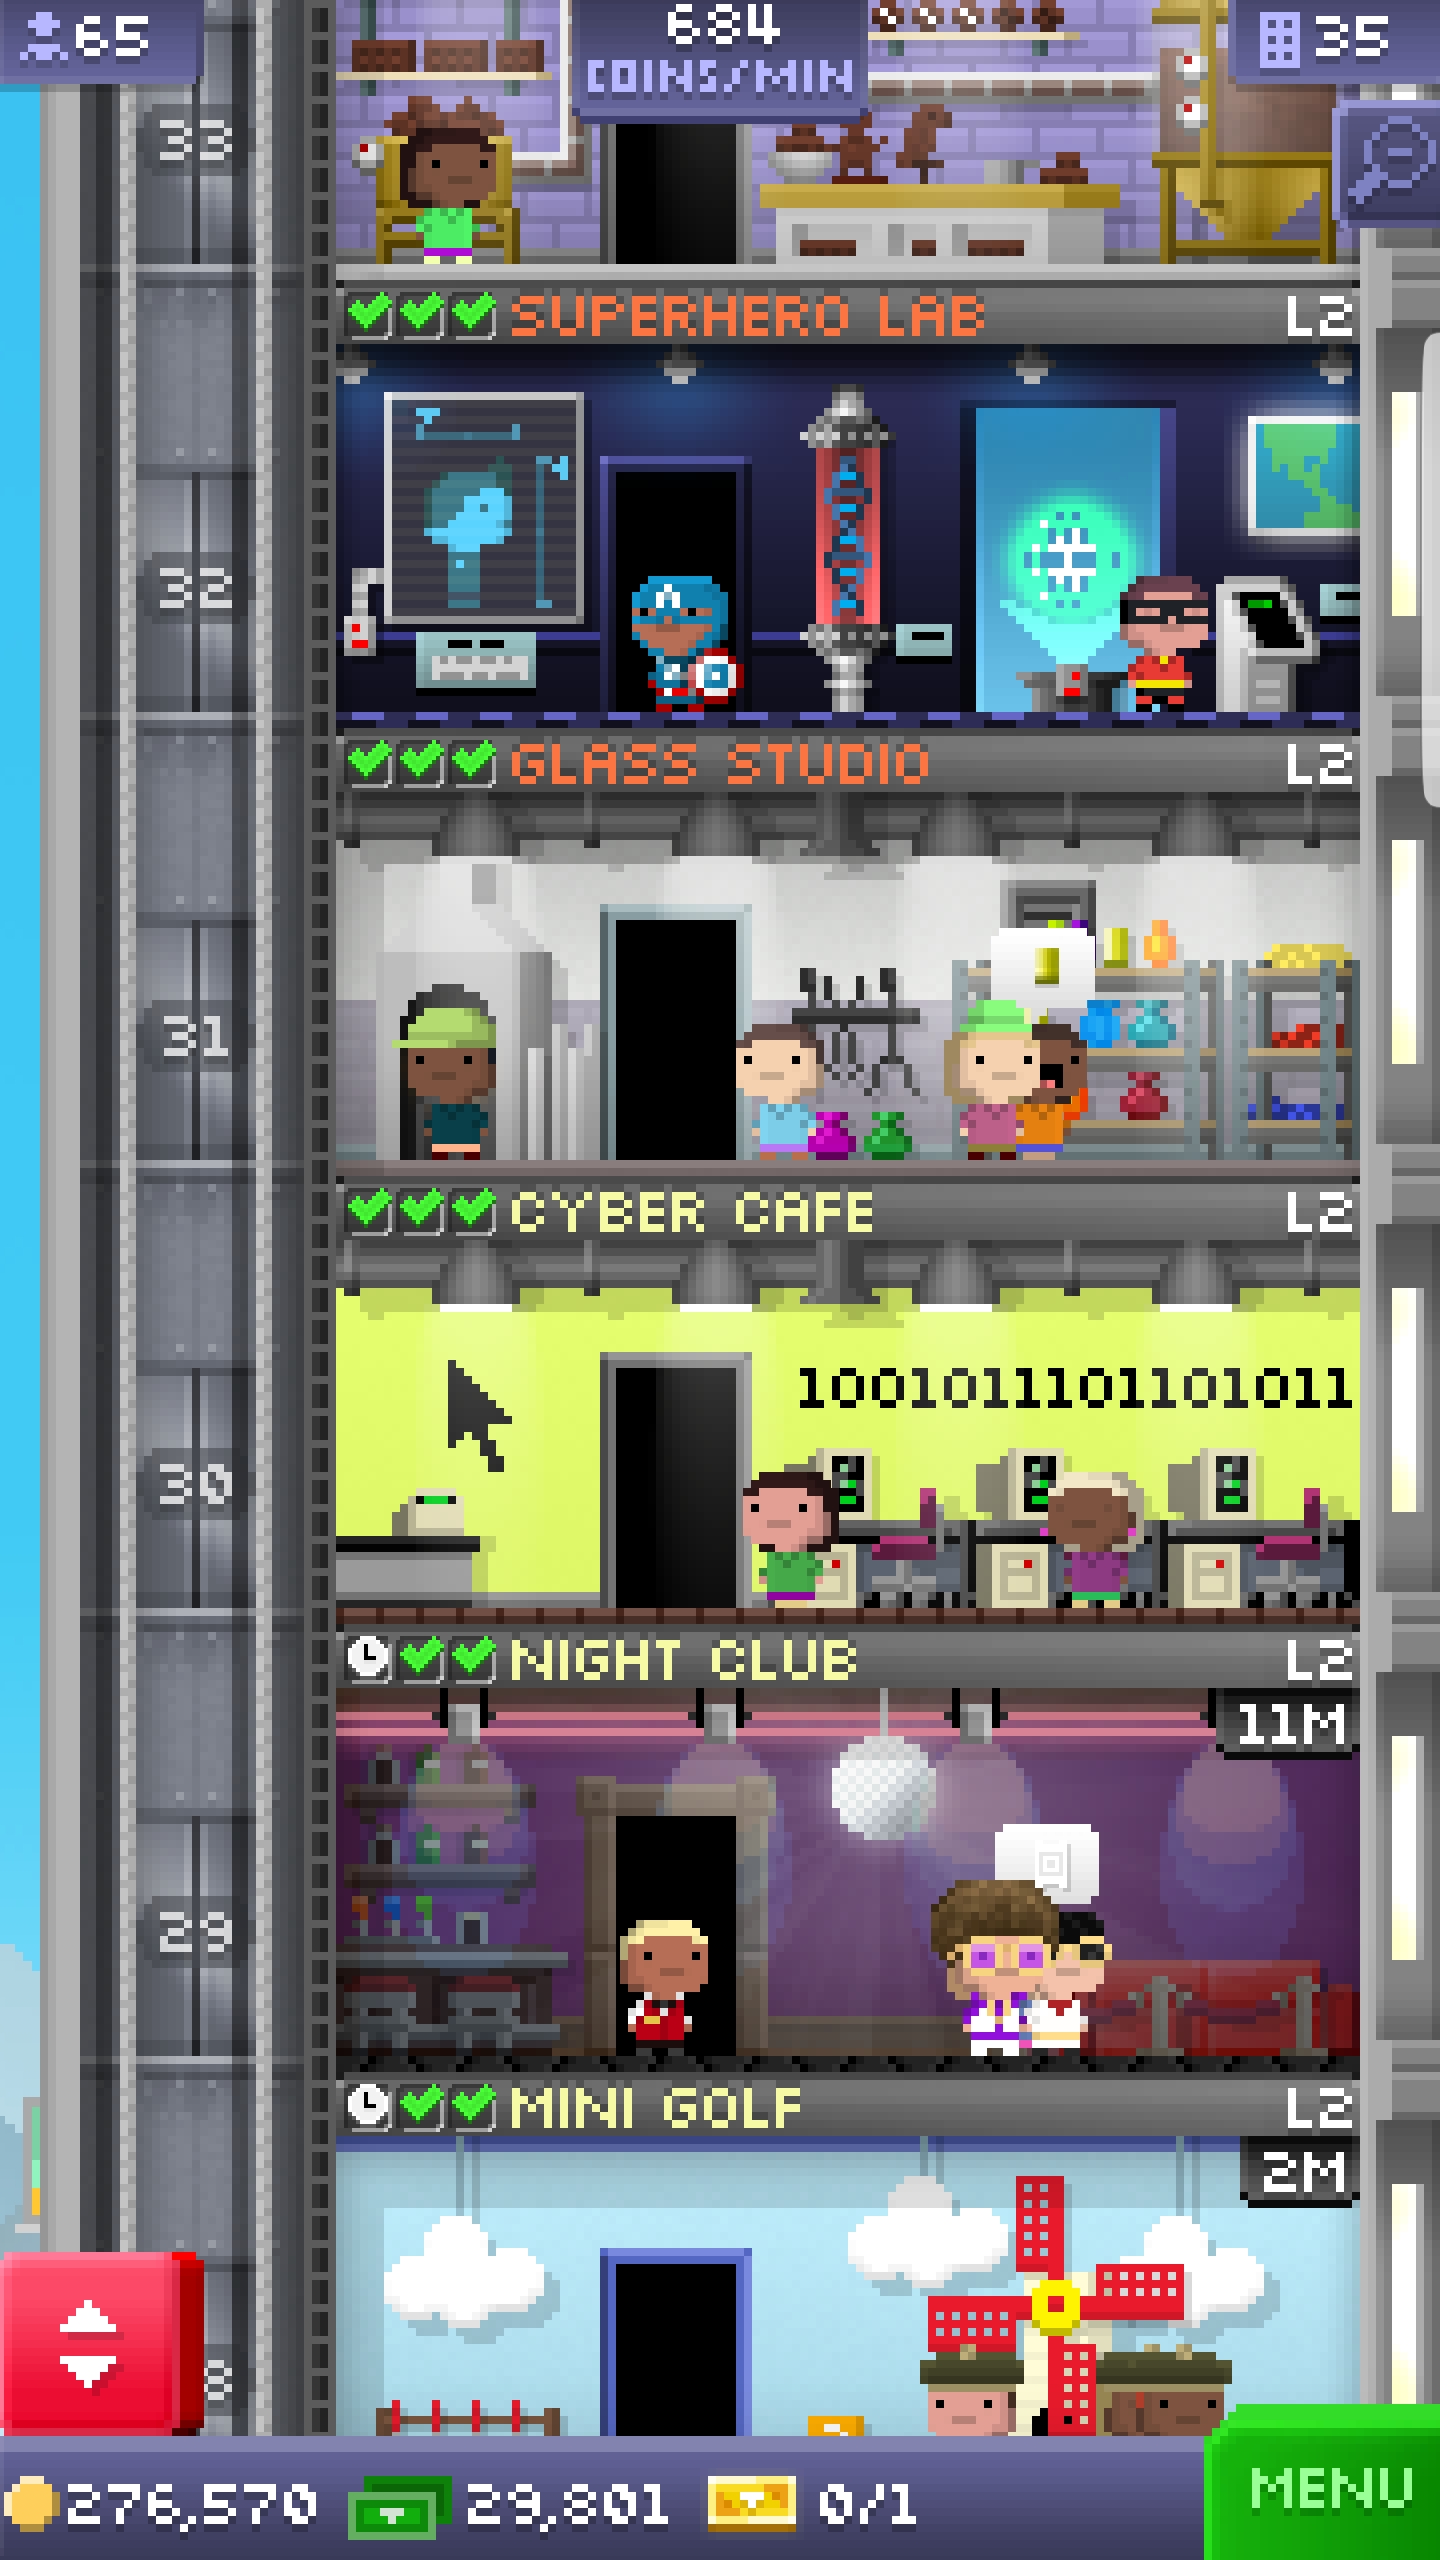 65
684
COINS/MIN
35
33
SUPERHERO LAB L2
32
GLASS STUDIO L2
31
CYBER CAFE L2
1001011101101011
30
NIGHT CLUB L2
11M
29
MINI GOLF L2
2M
8
276,570 29,801 0/1
MENU